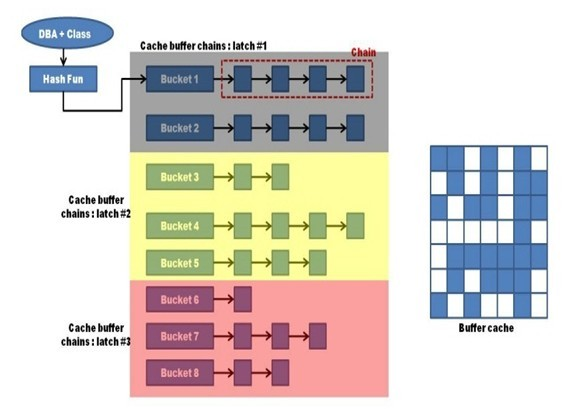 DBA + Class
Hash Fun
Cache buffer chains : latch #1
Chain
Bucket 1
Bucket 2
Cache buffer
chains : latch #2
Bucket 3
Bucket 4
Bucket 5
Cache buffer
chains : latch #3
Bucket 6
Bucket 7
Bucket 8
Buffer cache